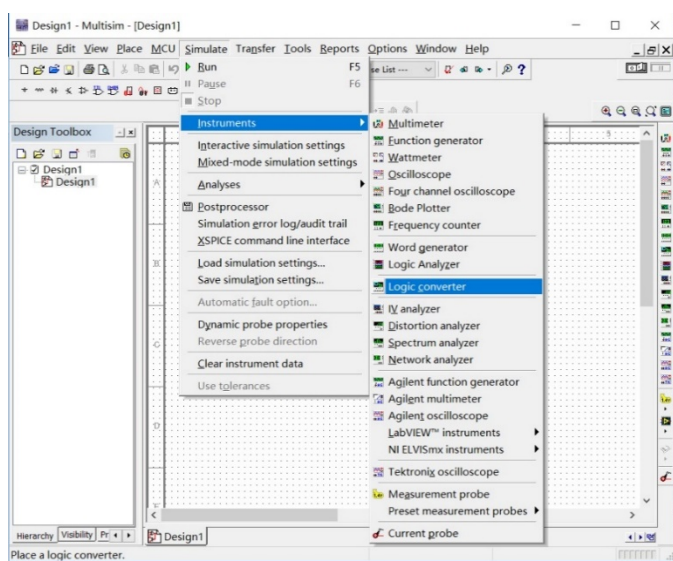 Design1 - Multisim - [Design1]
File Edit View Place MCU Simulate Transfer Tools Reports Options Window Help
Run F5
Pause F6
Stop
Instruments
Interactive simulation settings
Mixed-mode simulation settings
Analyses
Postprocessor
Simulation error log/audit trail
XSPICE command line interface
Load simulation settings...
Save simulation settings...
Automatic fault option...
Dynamic probe properties
Reverse probe direction
Clear instrument data
Use tolerances
Multimeter
Function generator
Wattmeter
Oscilloscope
Four channel oscilloscope
Bode Plotter
Frequency counter
Word generator
Logic Analyzer
Logic converter
IV analyzer
Distortion analyzer
Spectrum analyzer
Network analyzer
Agilent function generator
Agilent multimeter
Agilent oscilloscope
LabVIEW™ instruments
NI ELVISmx instruments
Tektronix oscilloscope
Measurement probe
Preset measurement probes
Current probe
se List ---
Design Toolbox
Design1
Design1
A
B
C
D
5
Hierarchy Visibility Pr
Design1
Place a logic converter.